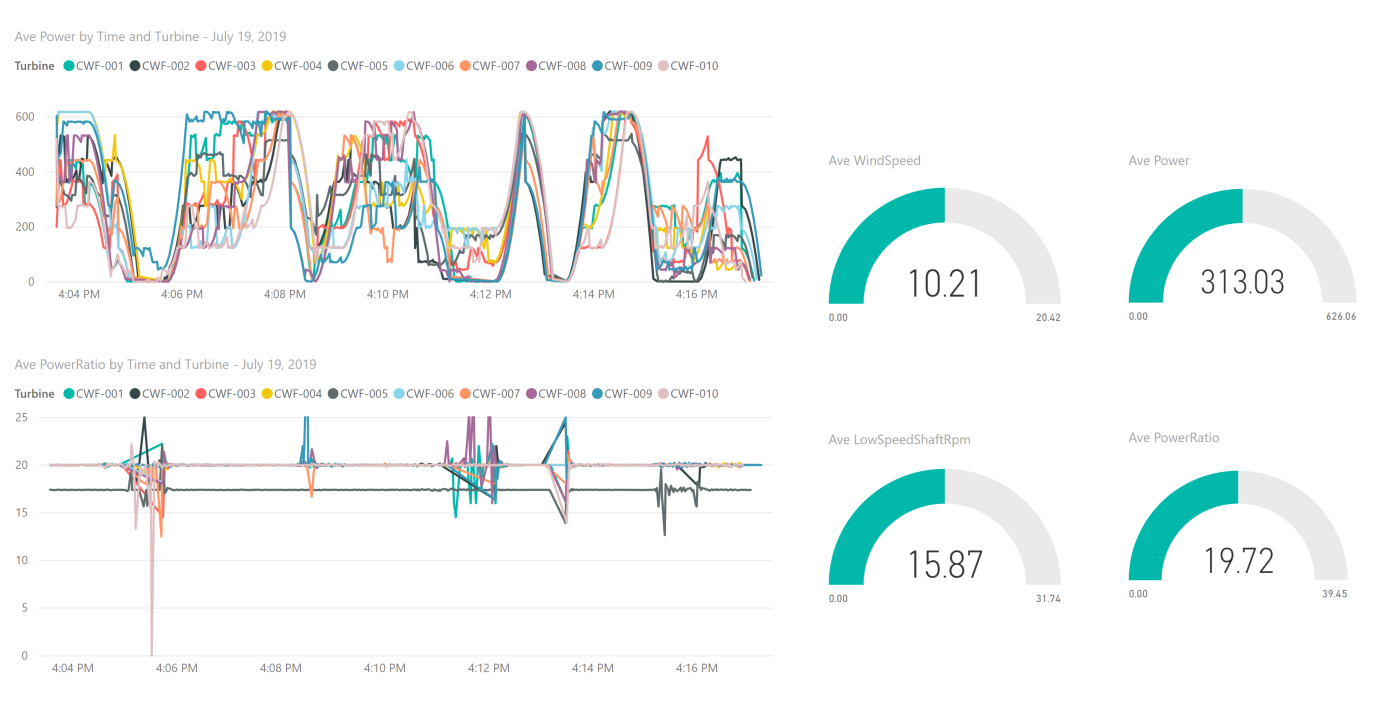 Ave Power by Time and Turbine - July 19, 2019
Turbine CWF-001 CWF-002 CWF-003 CWF-004 CWF-005 CWF-006 CWF-007 CWF-008 CWF-009 CWF-010
600
400
200
0
4:04 PM 4:06 PM 4:08 PM 4:10 PM 4:12 PM 4:14 PM 4:16 PM
Ave PowerRatio by Time and Turbine - July 19, 2019
Turbine CWF-001 CWF-002 CWF-003 CWF-004 CWF-005 CWF-006 CWF-007 CWF-008 CWF-009 CWF-010
25
20
15
10
5
0
4:04 PM 4:06 PM 4:08 PM 4:10 PM 4:12 PM 4:14 PM 4:16 PM
Ave WindSpeed
10.21
0.00 20.42
Ave Power
313.03
0.00 626.06
Ave LowSpeedShaftRpm
15.87
0.00 31.74
Ave PowerRatio
19.72
0.00 39.45